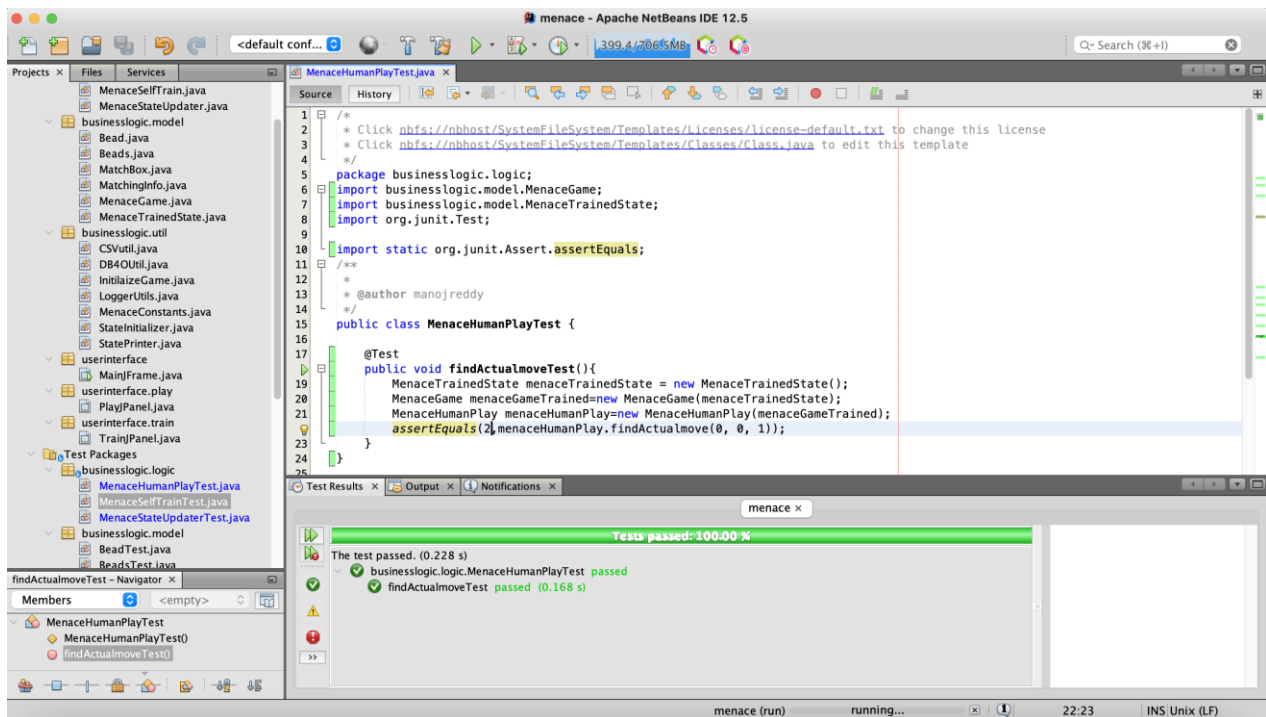 menace - Apache NetBeans IDE 12.5
<default conf...
399.4/706.5MB
Search (⌘+I)
Projects × Files Services
MenaceSelfTrain.java
MenaceStateUpdater.java
businesslogic.model
Bead.java
Beads.java
MatchBox.java
MatchingInfo.java
MenaceGame.java
MenaceTrainedState.java
businesslogic.util
CSVutil.java
DB4OUtil.java
InitilaizeGame.java
LoggerUtils.java
MenaceConstants.java
StateInitializer.java
StatePrinter.java
userinterface
MainJFrame.java
userinterface.play
PlayJPanel.java
userinterface.train
TrainJPanel.java
Test Packages
businesslogic.logic
MenaceHumanPlayTest.java
MenaceSelfTrainTest.java
MenaceStateUpdaterTest.java
businesslogic.model
BeadTest.java
BeadsTest.java
findActualmoveTest - Navigator ×
Members <empty>
MenaceHumanPlayTest
MenaceHumanPlayTest()
findActualmoveTest()
MenaceHumanPlayTest.java ×
Source History
1 /*
2 * Click nbfs://nbhost/SystemFileSystem/Templates/Licenses/license-default.txt to change this license
3 * Click nbfs://nbhost/SystemFileSystem/Templates/Classes/Class.java to edit this template
4 */
5 package businesslogic.logic;
6 import businesslogic.model.MenaceGame;
7 import businesslogic.model.MenaceTrainedState;
8 import org.junit.Test;
9
10 import static org.junit.Assert.assertEquals;
11 /**
12 *
13 * @author manojreddy
14 */
15 public class MenaceHumanPlayTest {
16
17 @Test
public void findActualmoveTest(){
19 MenaceTrainedState menaceTrainedState = new MenaceTrainedState();
20 MenaceGame menaceGameTrained=new MenaceGame(menaceTrainedState);
21 MenaceHumanPlay menaceHumanPlay=new MenaceHumanPlay(menaceGameTrained);
assertEquals(2,menaceHumanPlay.findActualmove(0, 0, 1));
23 }
24 }
25
Test Results × Output × Notifications ×
menace ×
Tests passed: 100.00 %
The test passed. (0.228 s)
businesslogic.logic.MenaceHumanPlayTest passed
findActualmoveTest passed (0.168 s)
>>
menace (run) running... 1 22:23 INS Unix (LF)